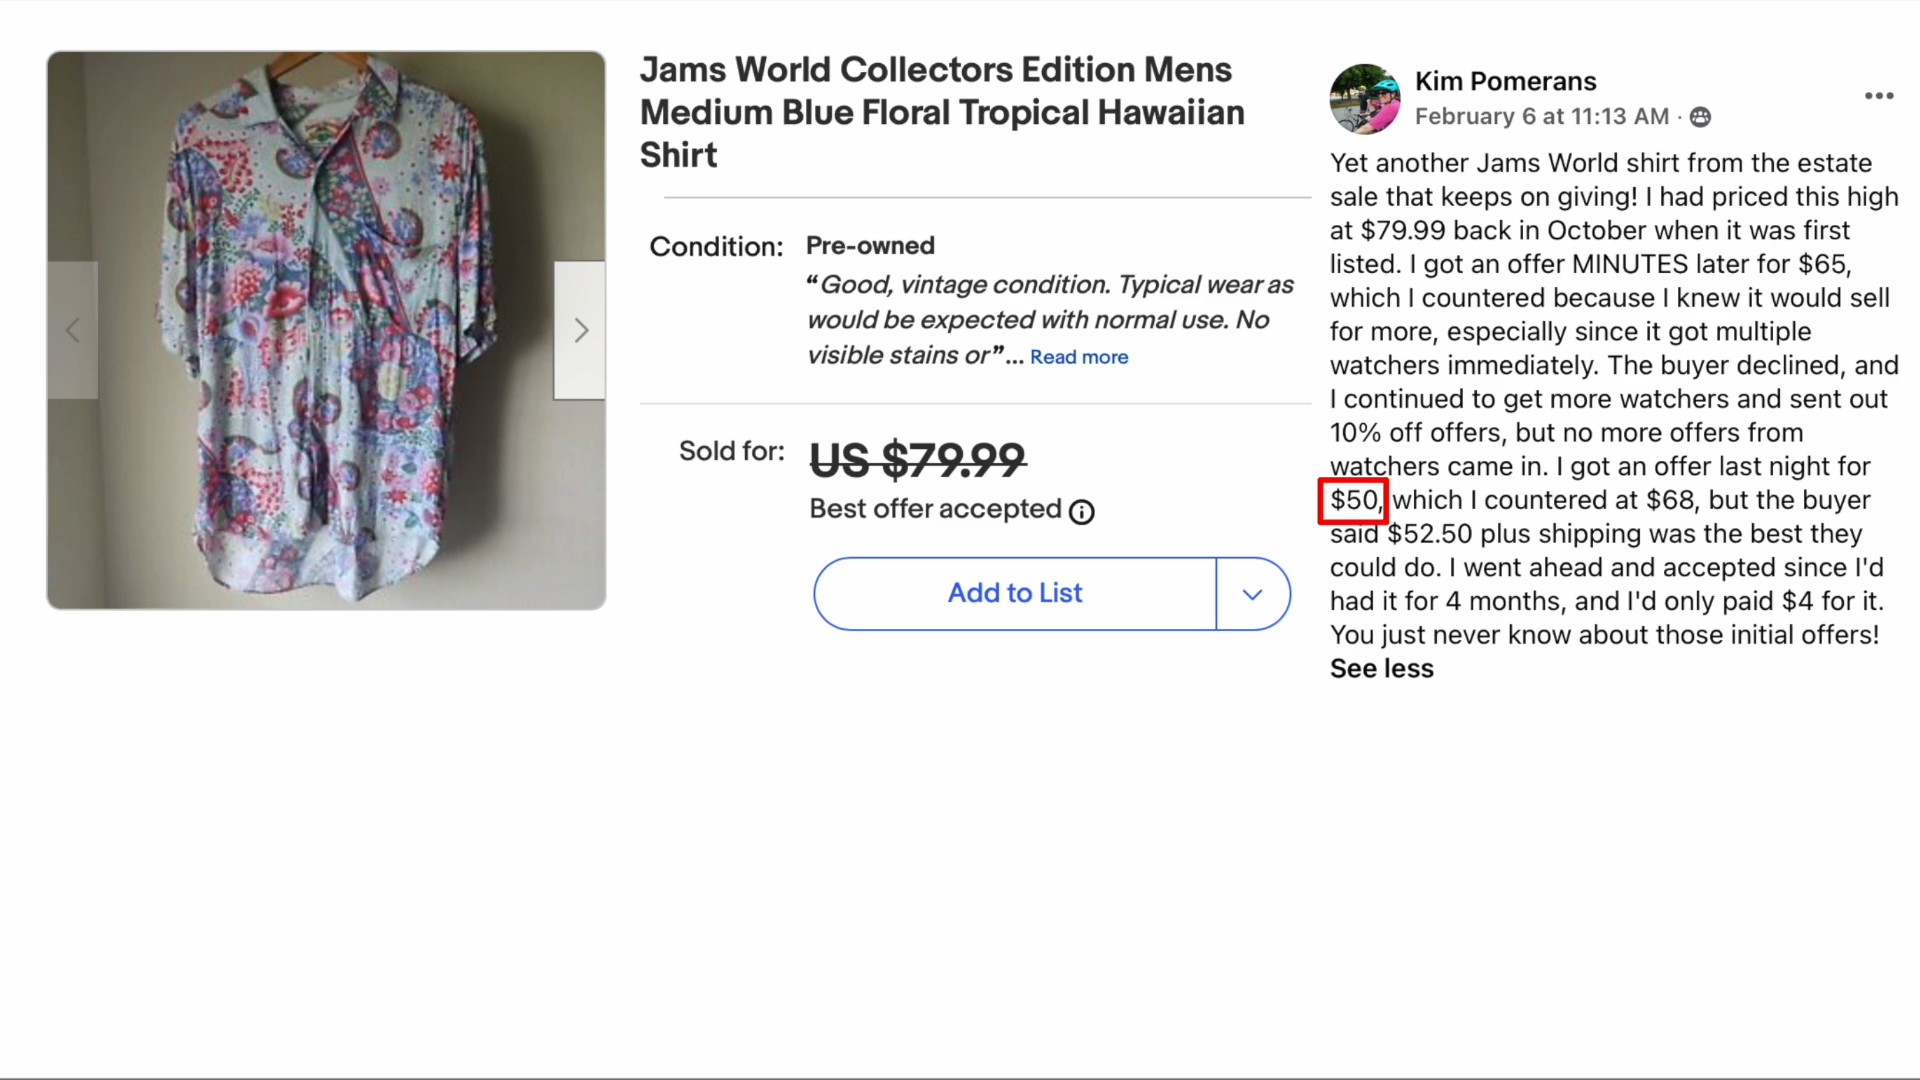 Jams World Collectors Edition Mens
Medium Blue Floral Tropical Hawaiian
Shirt
Condition:
Pre-owned
“Good, vintage condition. Typical wear as
would be expected with normal use. No
visible stains or”... Read more
Sold for:
US $79.99
Best offer accepted
Add to List
Kim Pomerans
February 6 at 11:13 AM ·
Yet another Jams World shirt from the estate
sale that keeps on giving! I had priced this high
at $79.99 back in October when it was first
listed. I got an offer MINUTES later for $65,
which I countered because I knew it would sell
for more, especially since it got multiple
watchers immediately. The buyer declined, and
I continued to get more watchers and sent out
10% off offers, but no more offers from
watchers came in. I got an offer last night for
$50, which I countered at $68, but the buyer
said $52.50 plus shipping was the best they
could do. I went ahead and accepted since I'd
had it for 4 months, and I'd only paid $4 for it.
You just never know about those initial offers!
See less